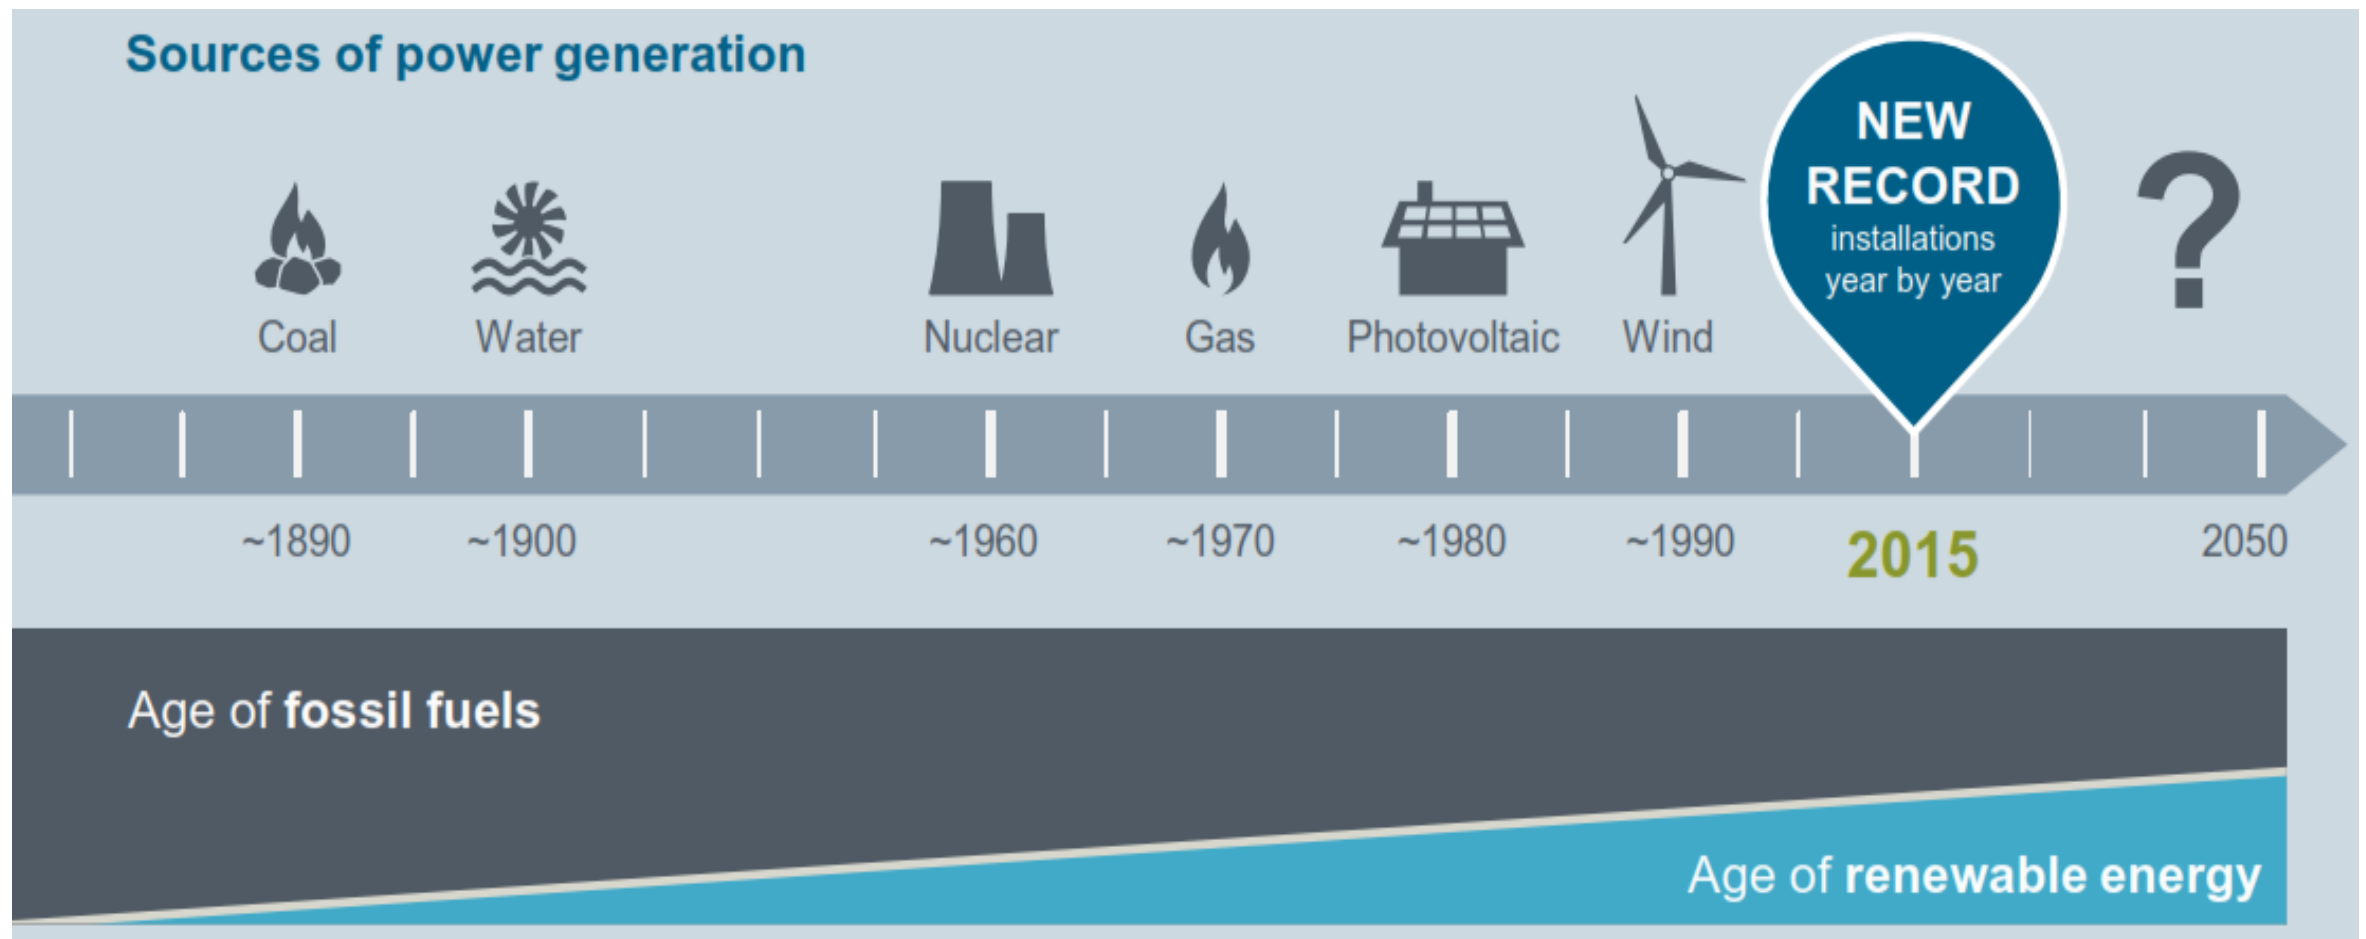 Sources of power generation
NEW
RECORD
installations
year by year
?
Coal
Water
Nuclear
Gas
Photovoltaic
Wind
~1890
~1900
~1960
~1970
~1980
~1990
2015
2050
Age of fossil fuels
Age of renewable energy